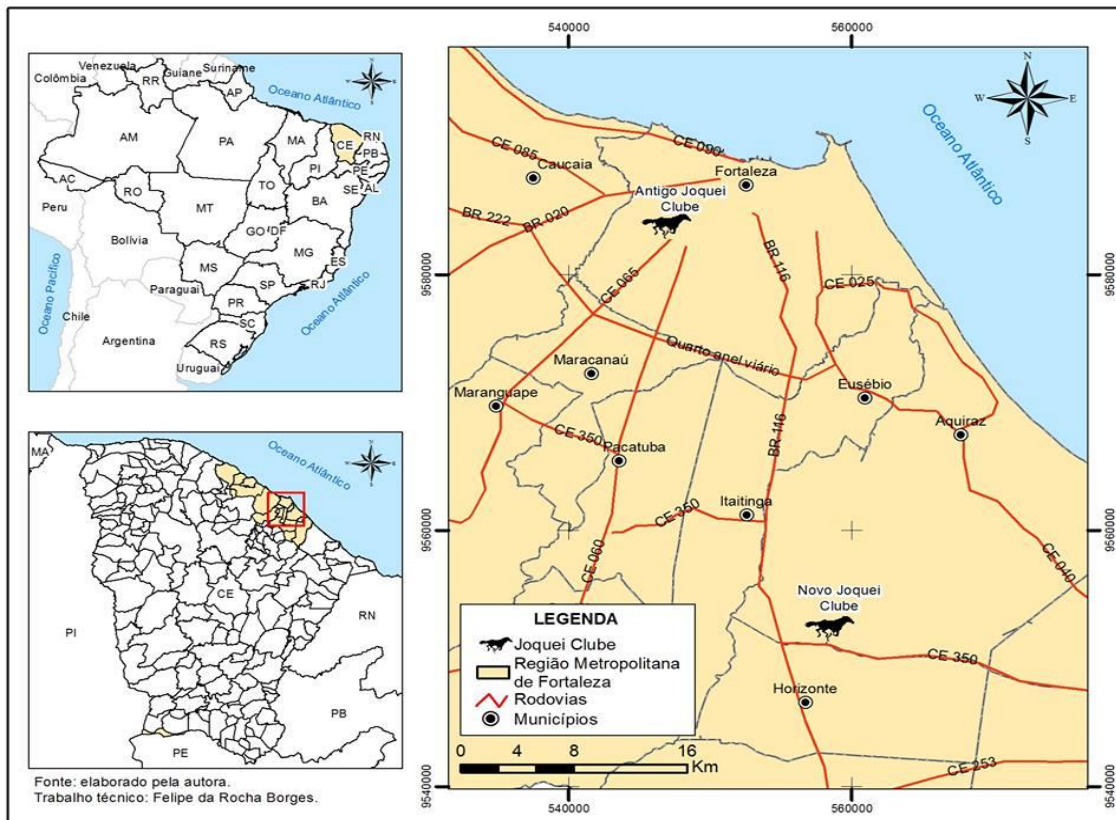 Venezuela
Colômbia
Guiane
Suriname
RR
AP
Oceano Atlântico
AM
PA
MA
CE
RN
PB
PI
PE
AL
SE
AC
RO
TO
BA
Peru
MT
Bolívia
GO
DF
MG
ES
MS
SP
RJ
Oceano Pacífico
Paraguai
PR
Oceano Atlântico
Chile
SC
Argentina
RS
Uruguai
N
S
W
E
MA
Oceano Atlântico
CE
RN
PI
PB
PE
Fonte: elaborado pela autora.
Trabalho técnico: Felipe da Rocha Borges.
540000
560000
N
W
E
S
Oceano Atlântico
CE 090
CE 085
Caucaia
Fortaleza
Antigo Joquei
Clube
BR 222
BR 020
CE 065
BR 116
CE 025
9580000
9580000
Quarto anel viário
Maracanaú
Maranguape
Eusébio
CE 350
Pacatuba
Aquiraz
BR 116
Itaitinga
CE 350
9560000
9560000
CE 060
CE 040
Novo Joquei
Clube
CE 350
Horizonte
CE 253
LEGENDA
Joquei Clube
Região Metropolitana
de Fortaleza
Rodovias
Municípios
0 4 8 16
Km
9540000
9540000
540000
560000